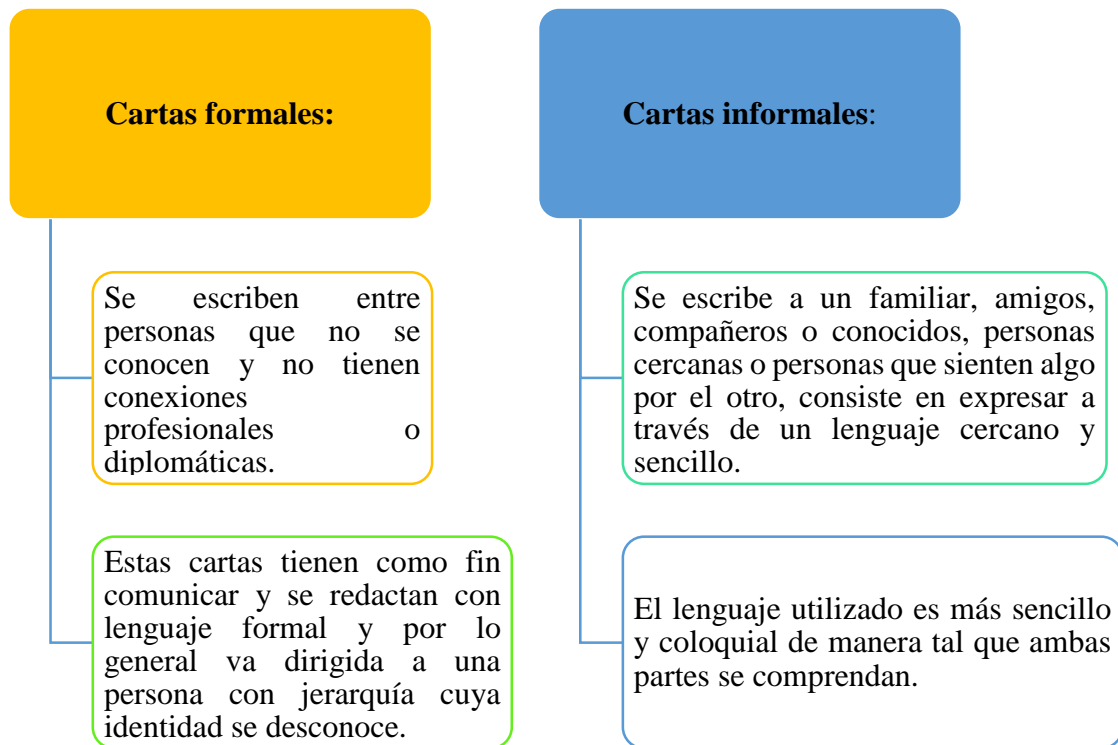 Cartas formales:
Se escriben entre
personas que no se
conocen y no tienen
conexiones
profesionales o
diplomáticas.
Estas cartas tienen como fin
comunicar y se redactan con
lenguaje formal y por lo
general va dirigida a una
persona con jerarquía cuya
identidad se desconoce.
Cartas informales:
Se escribe a un familiar, amigos,
compañeros o conocidos, personas
cercanas o personas que sienten algo
por el otro, consiste en expresar a
través de un lenguaje cercano y
sencillo.
El lenguaje utilizado es más sencillo
y coloquial de manera tal que ambas
partes se comprendan.